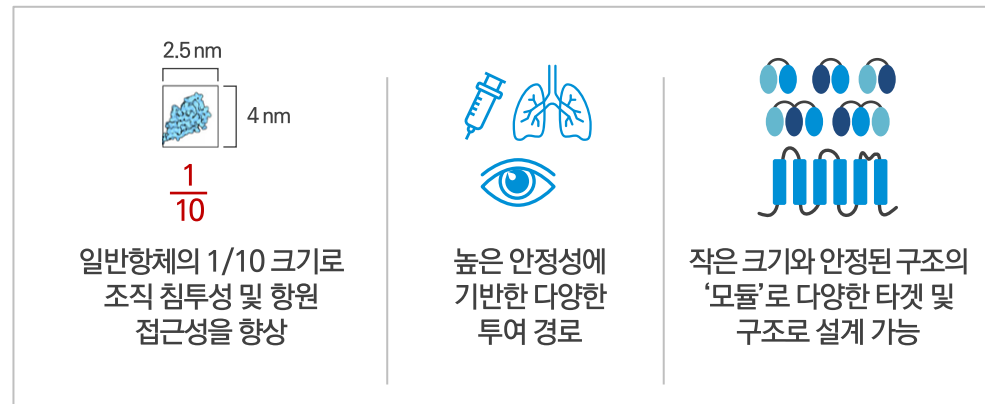 2.5 nm
4 nm
1
10
일반항체의 1/10 크기로
조직 침투성 및 항원
접근성을 향상
높은 안정성에
기반한 다양한
투여 경로
작은 크기와 안정된 구조의
‘모듈’로 다양한 타겟 및
구조로 설계 가능